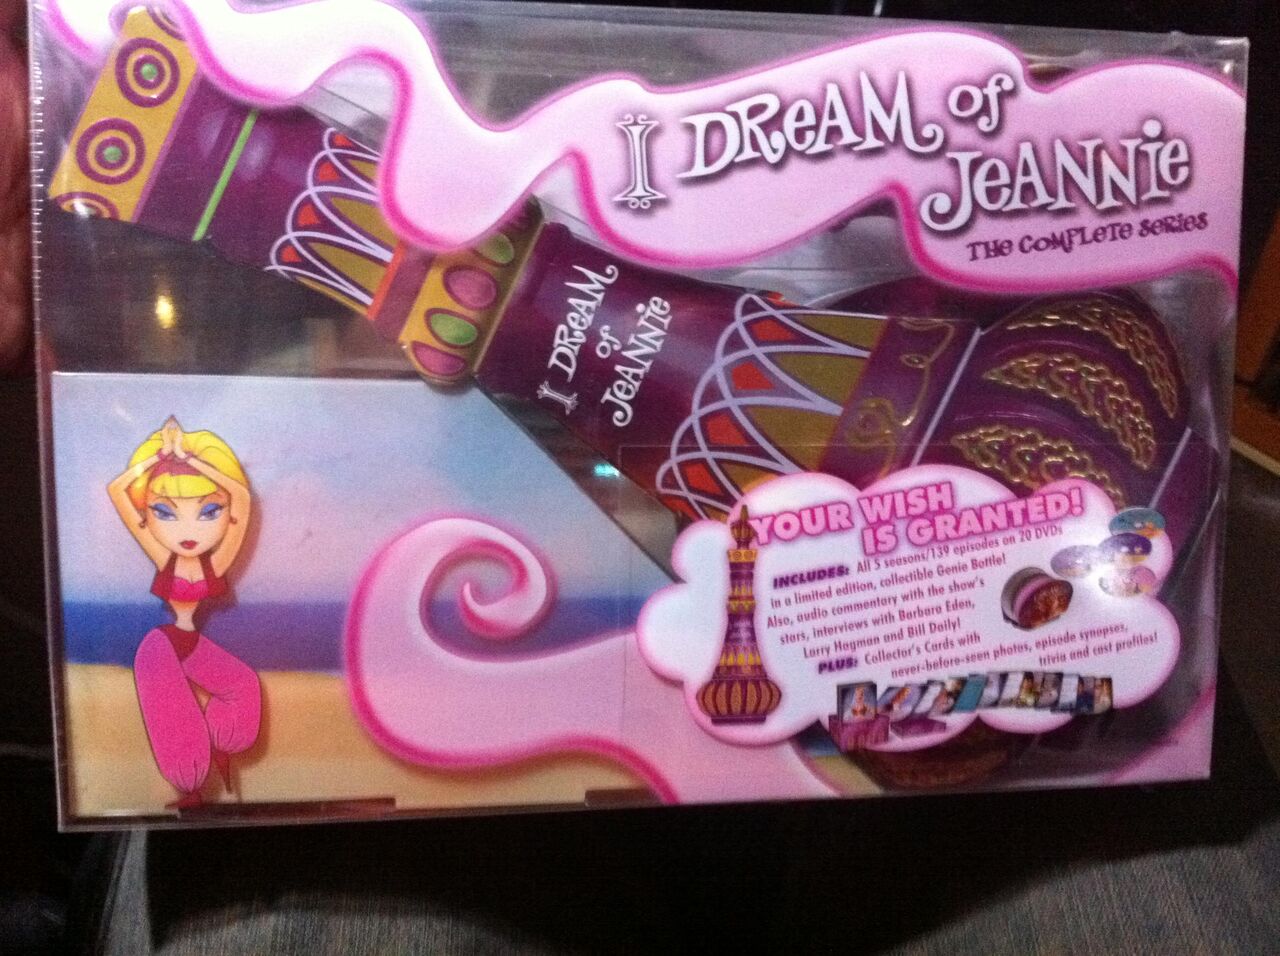 I DREAM of
JEANNIE
THE COMPLETE SERIES
I DREAM
of
JEANNIE
YOUR WISH
IS GRANTED!
INCLUDES: All 5 seasons/139 episodes on 20 DVDs
in a limited edition, collectible Genie Bottle!
Also, audio commentary with the show's
stars, interviews with Barbara Eden,
Larry Hagman and Bill Daily!
PLUS: Collector's Cards with
never-before-seen photos, episode synopses,
trivia and cast profiles!